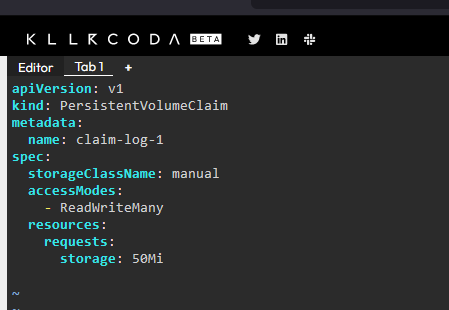 KILLERCODA BETA
Editor Tab 1 +
apiVersion: v1
kind: PersistentVolumeClaim
metadata:
  name: claim-log-1
spec:
  storageClassName: manual
  accessModes:
    - ReadWriteMany
  resources:
    requests:
      storage: 50Mi
~
~